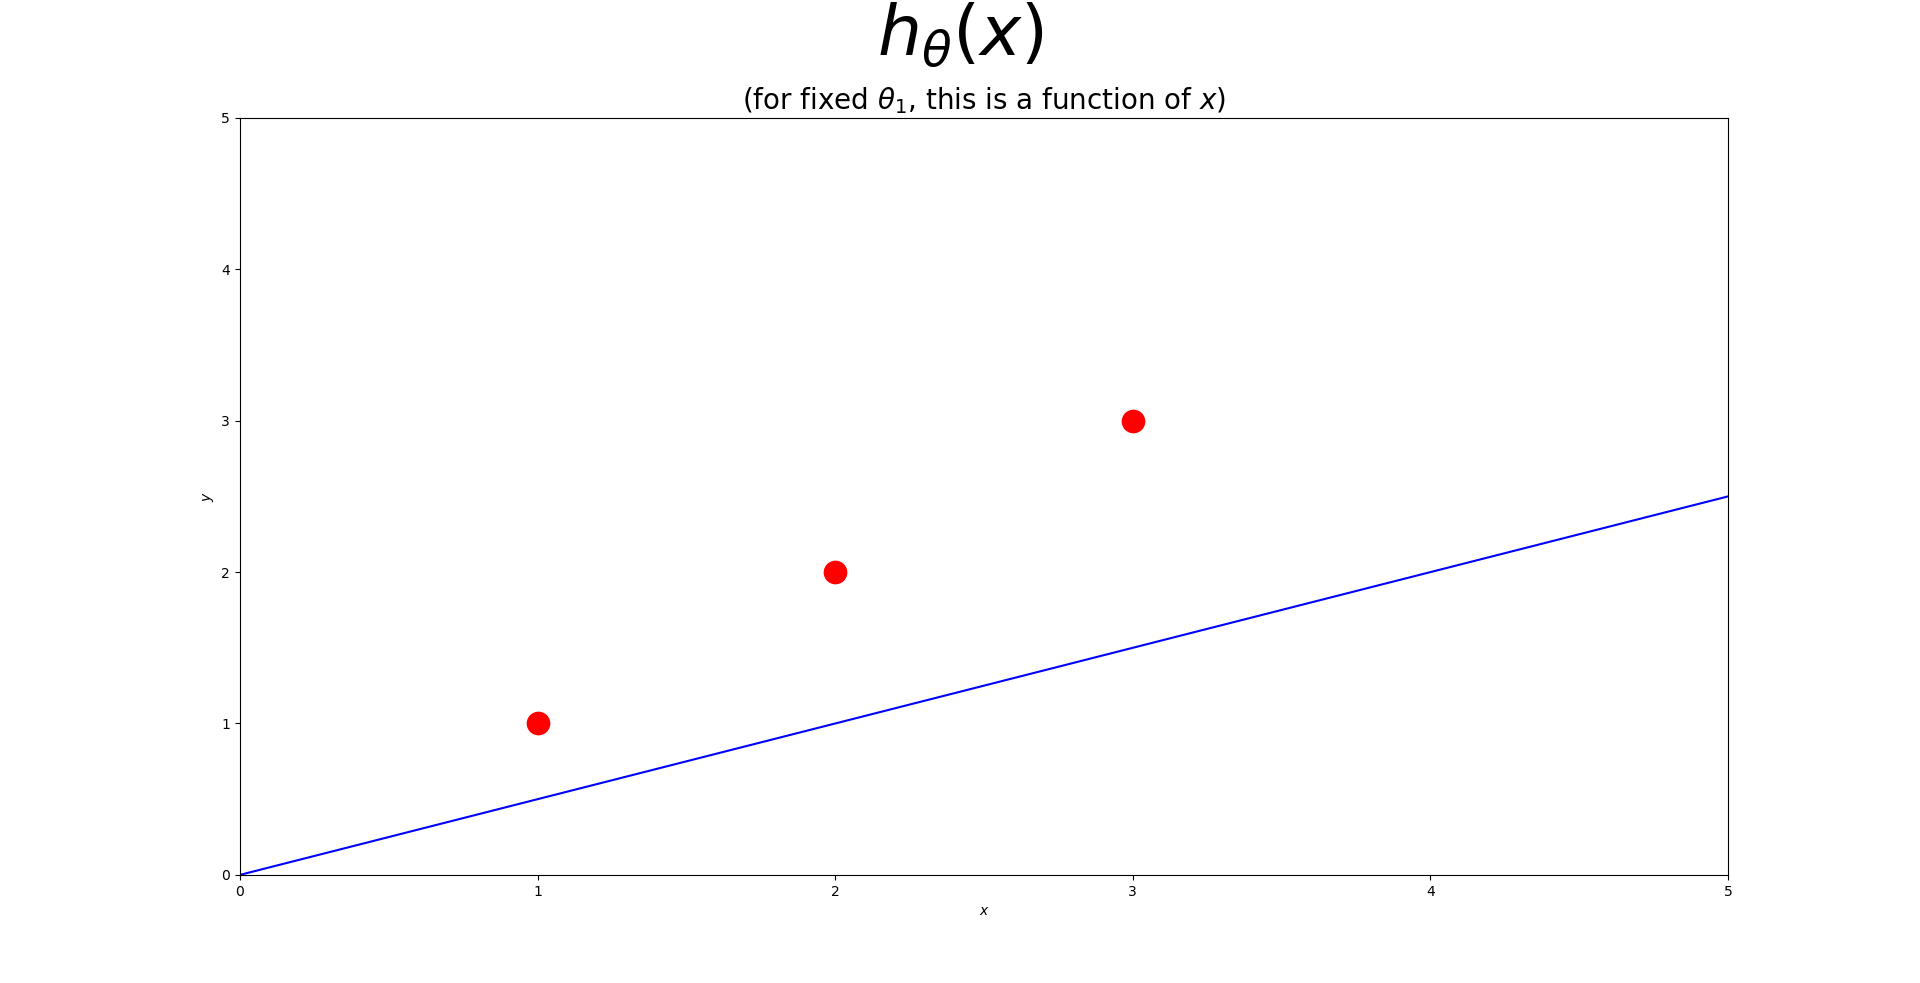 hθ(x)
(for fixed θ₁, this is a function of x)
5
4
3
2
1
0
y
0 1 2 3 4 5
x